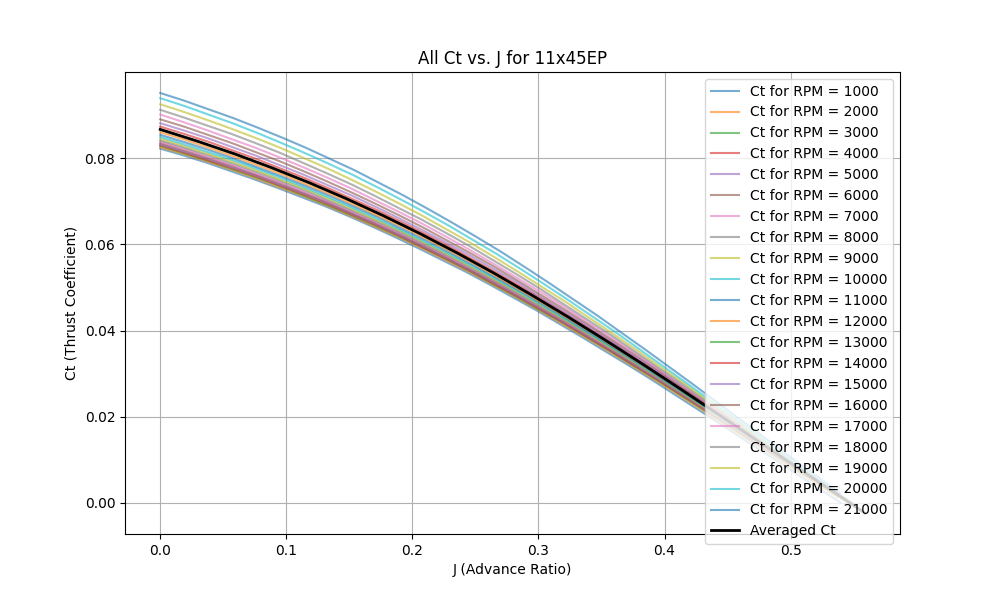 All Ct vs. J for 11x45EP
Ct (Thrust Coefficient)
0.08
0.06
0.04
0.02
0.00
0.0
0.1
0.2
0.3
0.4
0.5
J (Advance Ratio)
Ct for RPM = 1000
Ct for RPM = 2000
Ct for RPM = 3000
Ct for RPM = 4000
Ct for RPM = 5000
Ct for RPM = 6000
Ct for RPM = 7000
Ct for RPM = 8000
Ct for RPM = 9000
Ct for RPM = 10000
Ct for RPM = 11000
Ct for RPM = 12000
Ct for RPM = 13000
Ct for RPM = 14000
Ct for RPM = 15000
Ct for RPM = 16000
Ct for RPM = 17000
Ct for RPM = 18000
Ct for RPM = 19000
Ct for RPM = 20000
Ct for RPM = 21000
Averaged Ct